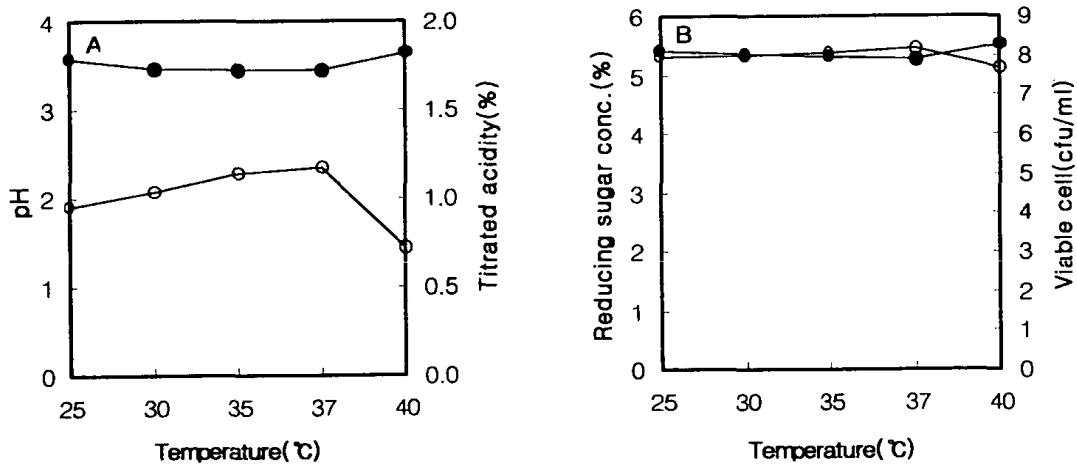 A
4
3
2
1
0
pH
2.0
1.5
1.0
0.5
0.0
Titrated acidity(%)
25 30 35 37 40
Temperature(℃)
B
6
5
4
3
2
1
0
Reducing sugar conc.(%)
9
8
7
6
5
4
3
2
1
0
Viable cell(cfu/ml)
25 30 35 37 40
Temperature(℃)